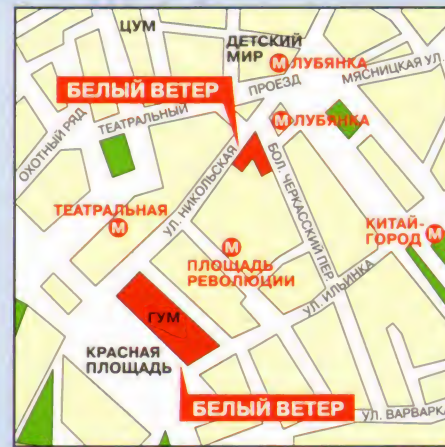 ЦУМ
ДЕТСКИЙ
МИР
М ЛУБЯНКА
МЯСНИЦКАЯ УЛ.
БЕЛЫЙ ВЕТЕР
ПРОЕЗД
ТЕАТРАЛЬНЫЙ
М ЛУБЯНКА
ОХОТНЫЙ РЯД
УЛ. НИКОЛЬСКАЯ
БОЛ. ЧЕРКАССКИЙ ПЕР
ТЕАТРАЛЬНАЯ
М
КИТАЙ-
ГОРОД М
М
ПЛОЩАДЬ
РЕВОЛЮЦИИ
УЛ. ИЛЬИНКА
ГУМ
КРАСНАЯ
ПЛОЩАДЬ
БЕЛЫЙ ВЕТЕР
УЛ. ВАРВАРКА